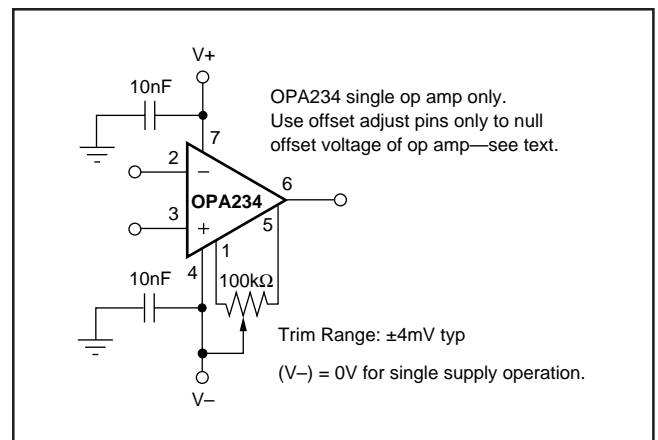 V+
10nF
OPA234 single op amp only.
Use offset adjust pins only to null
offset voltage of op amp—see text.
7
2
–
6
OPA234
3
+
5
1
4
10nF
100kΩ
Trim Range: ±4mV typ
(V–) = 0V for single supply operation.
V–